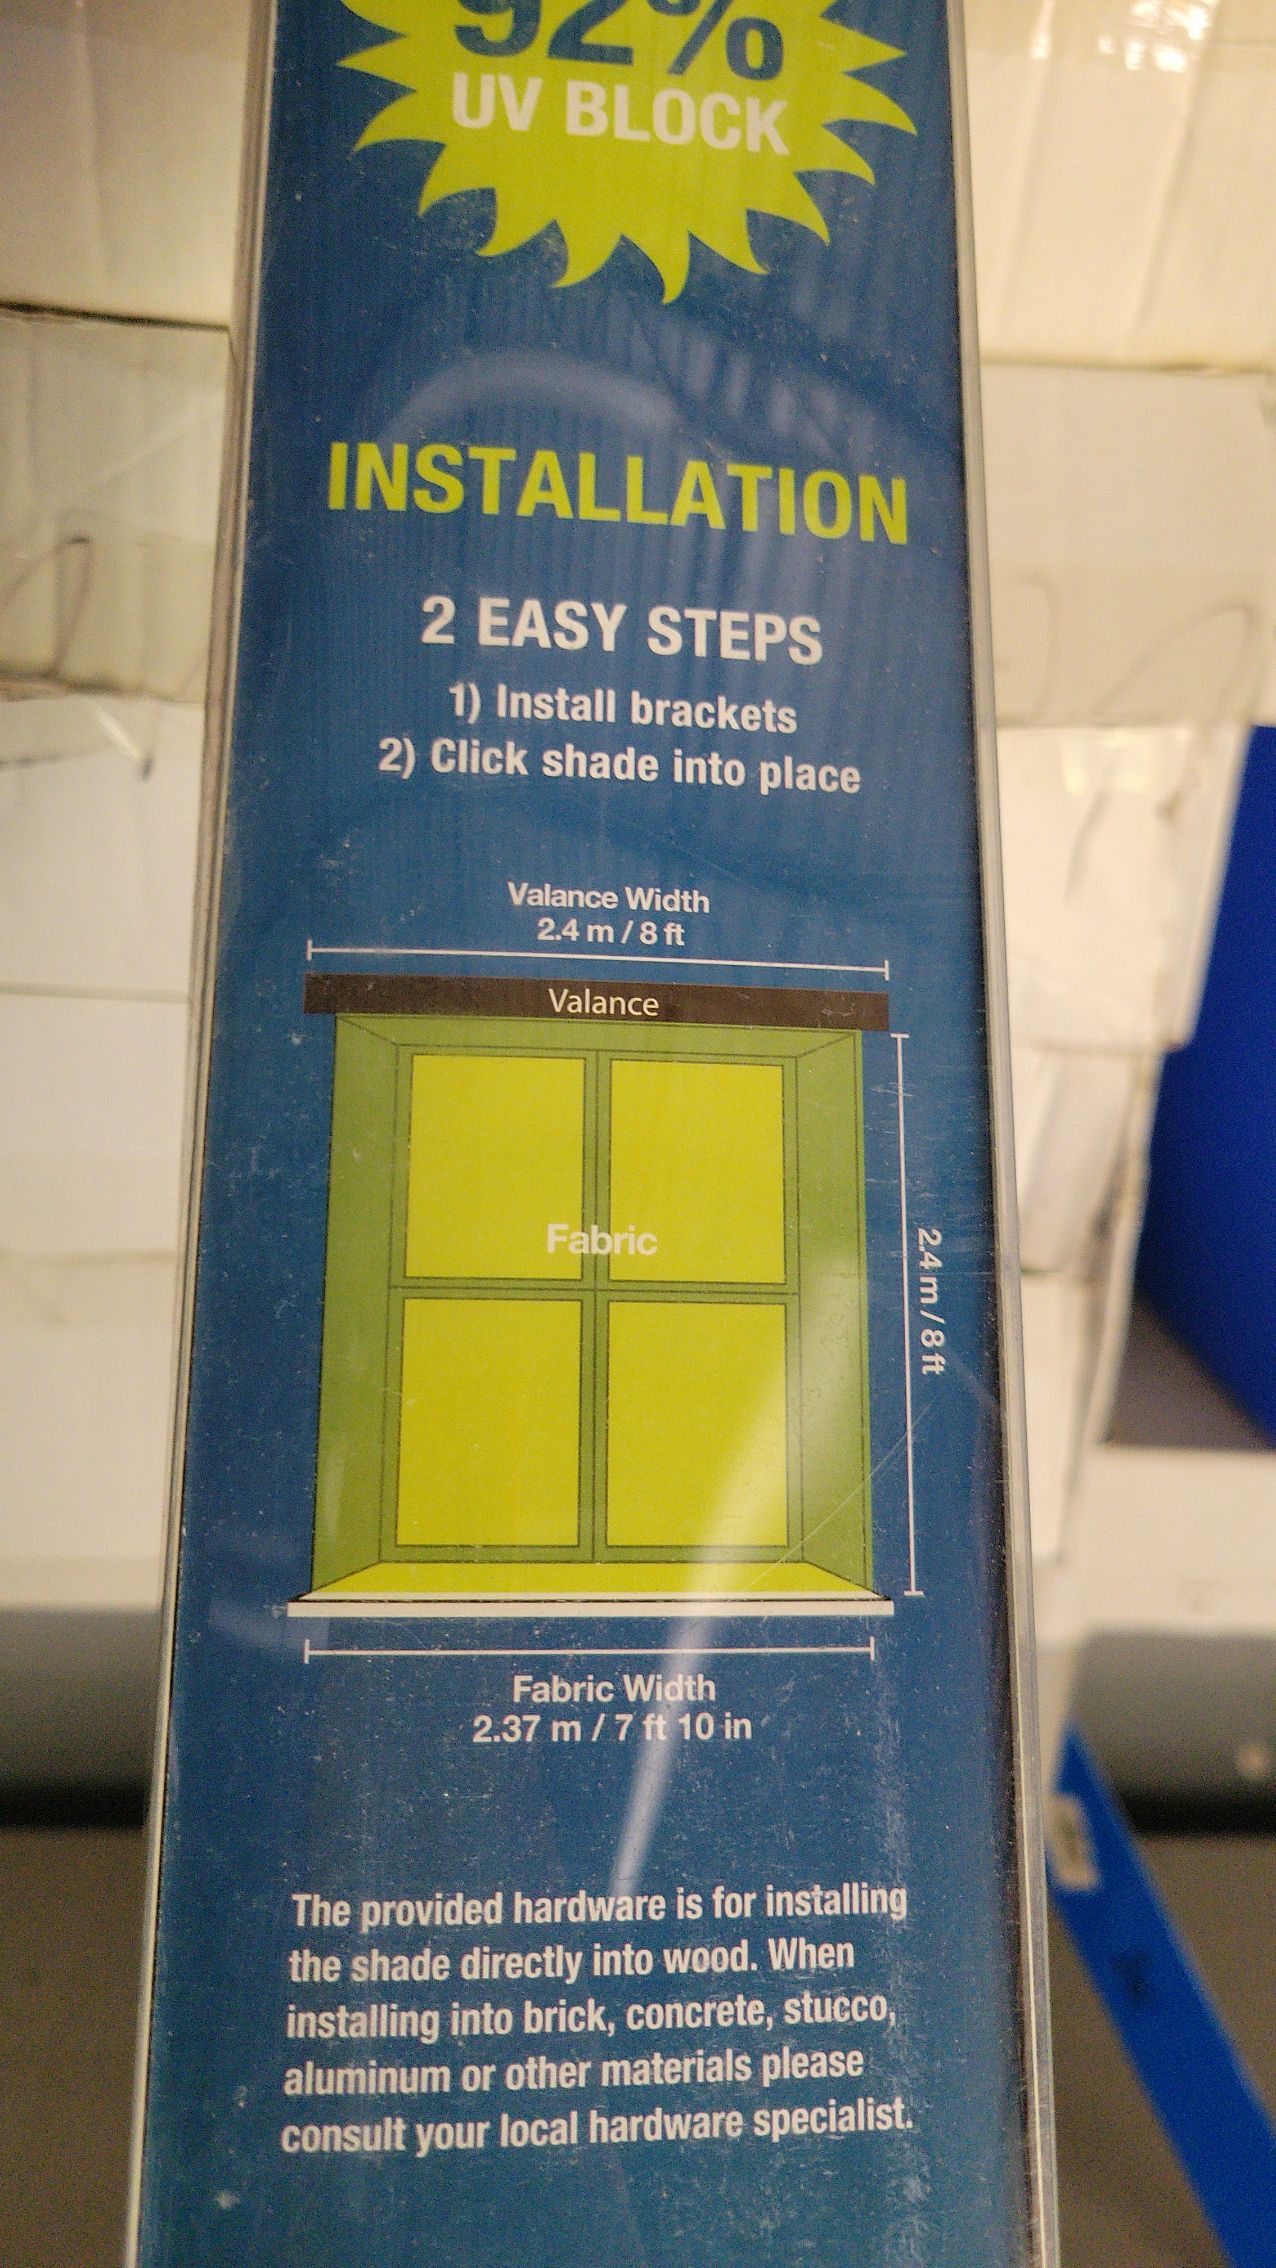 92%
UV BLOCK
INSTALLATION
2 EASY STEPS
1) Install brackets
2) Click shade into place
Valance Width
2.4 m / 8 ft
Valance
Fabric
2.4 m / 8 ft
Fabric Width
2.37 m / 7 ft 10 in
The provided hardware is for installing
the shade directly into wood. When
installing into brick, concrete, stucco,
aluminum or other materials please
consult your local hardware specialist.